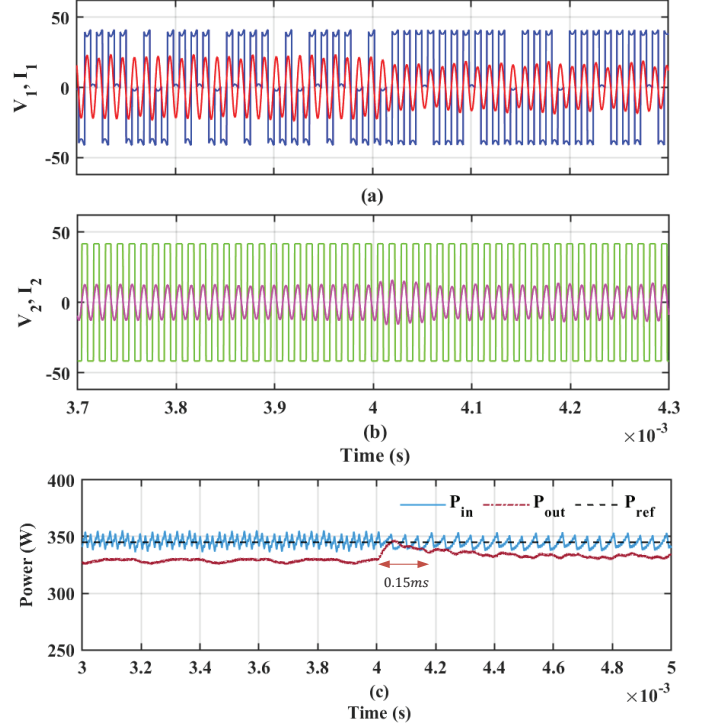 50
0
-50
V1, I1
(a)
50
0
-50
V2, I2
3.7 3.8 3.9 4 4.1 4.2 4.3
×10-3
(b)
Time (s)
400
350
300
250
Power (W)
Pin Pout Pref
0.15ms
3 3.2 3.4 3.6 3.8 4 4.2 4.4 4.6 4.8 5
×10-3
(c)
Time (s)